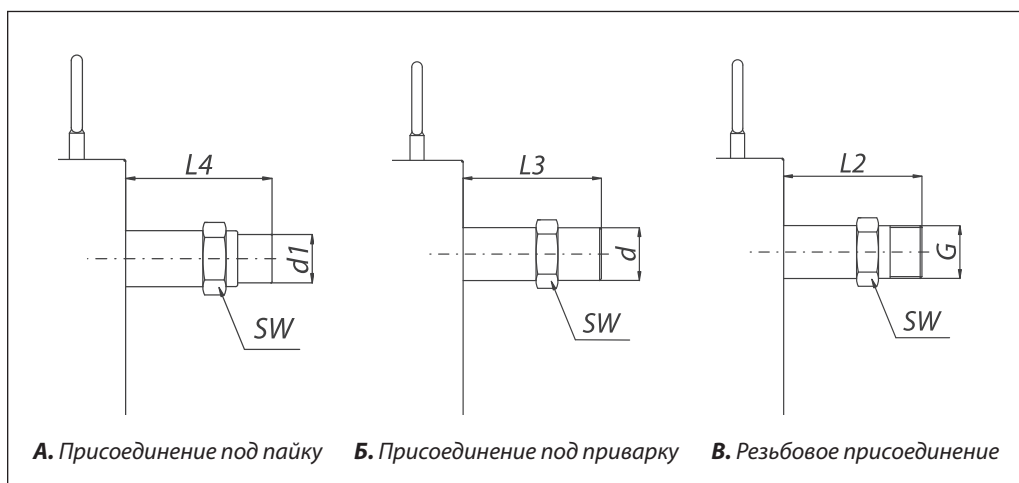 L4
d1
SW
L3
d
SW
L2
G
SW
А. Присоединение под пайку
Б. Присоединение под приварку
В. Резьбовое присоединение